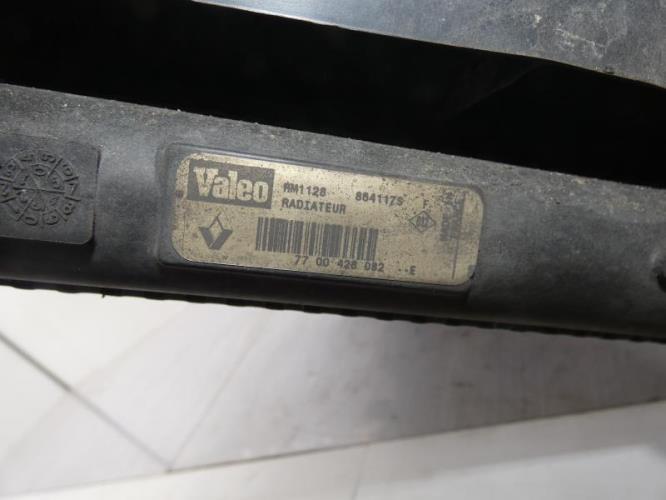 Valeo
RM1128 864117S F
RADIATEUR
77 00 428 082 --E